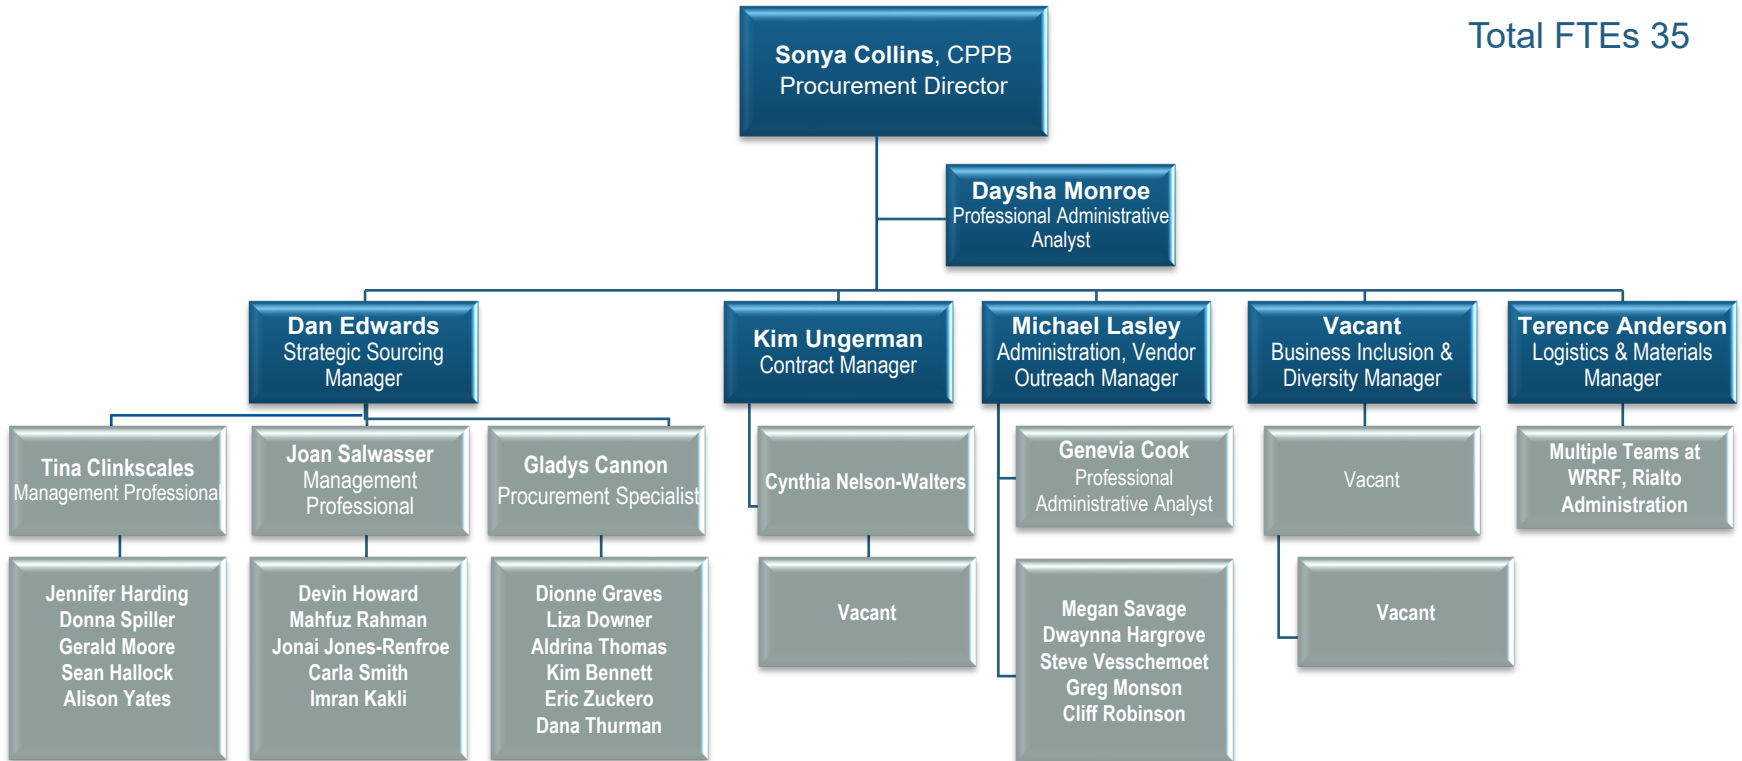 Total FTEs 35
Sonya Collins, CPPB
Procurement Director
Daysha Monroe
Professional Administrative
Analyst
Dan Edwards
Strategic Sourcing
Manager
Kim Ungerman
Contract Manager
Michael Lasley
Administration, Vendor
Outreach Manager
Vacant
Business Inclusion &
Diversity Manager
Terence Anderson
Logistics & Materials
Manager
Tina Clinkscales
Management Professional
Joan Salwasser
Management
Professional
Gladys Cannon
Procurement Specialist
Cynthia Nelson-Walters
Genevia Cook
Professional
Administrative Analyst
Vacant
Multiple Teams at
WRRF, Rialto
Administration
Jennifer Harding
Donna Spiller
Gerald Moore
Sean Hallock
Alison Yates
Devin Howard
Mahfuz Rahman
Jonai Jones-Renfroe
Carla Smith
Imran Kakli
Dionne Graves
Liza Downer
Aldrina Thomas
Kim Bennett
Eric Zuckero
Dana Thurman
Vacant
Megan Savage
Dwaynna Hargrove
Steve Vesschemoet
Greg Monson
Cliff Robinson
Vacant